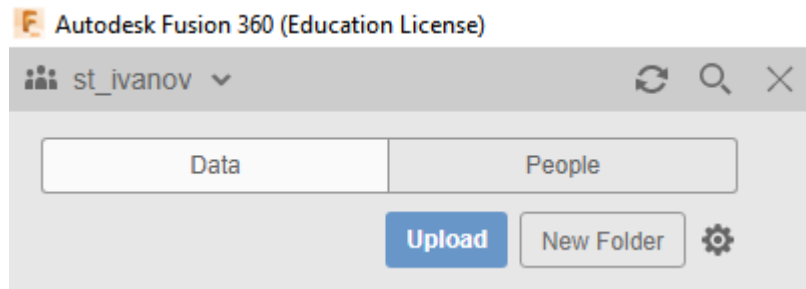 Autodesk Fusion 360 (Education License)
st_ivanov
Data People
Upload New Folder